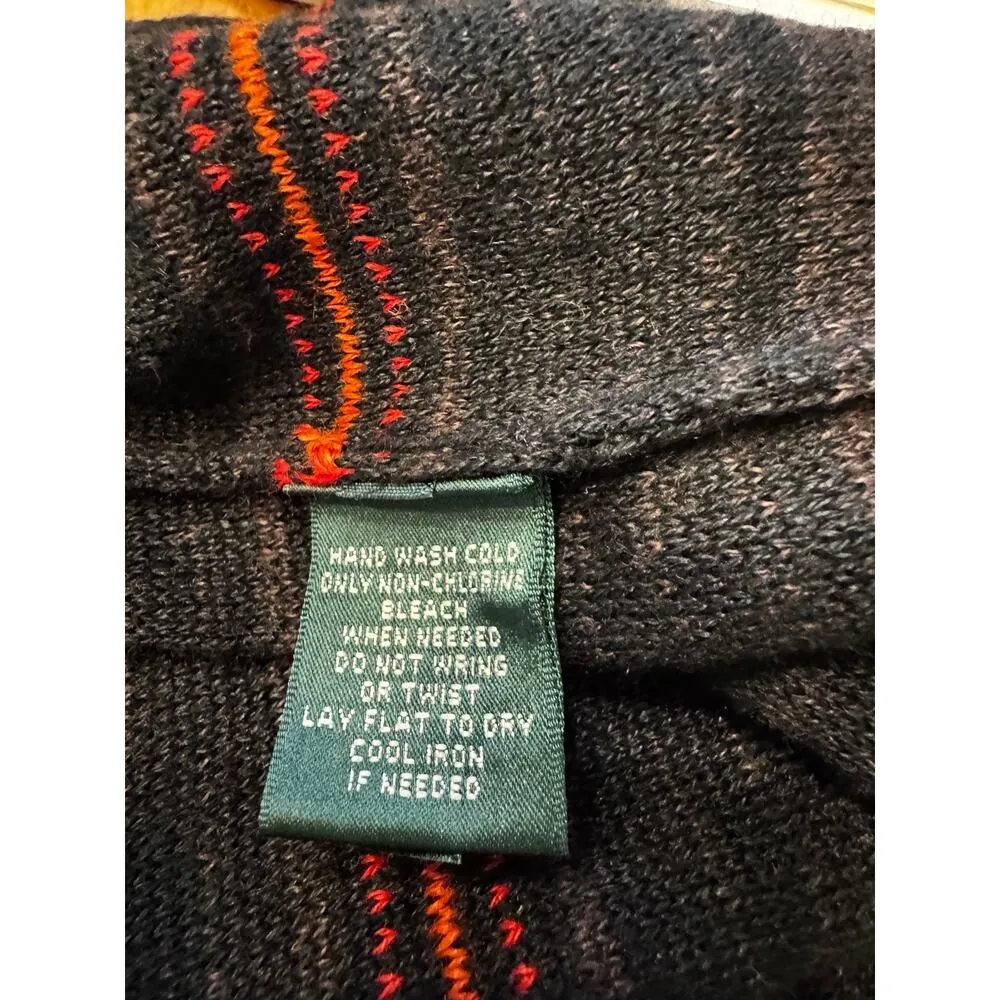 HAND WASH COLD
ONLY NON-CHLORINE
BLEACH
WHEN NEEDED
DO NOT WRING
OR TWIST
LAY FLAT TO DRY
COOL IRON
IF NEEDED